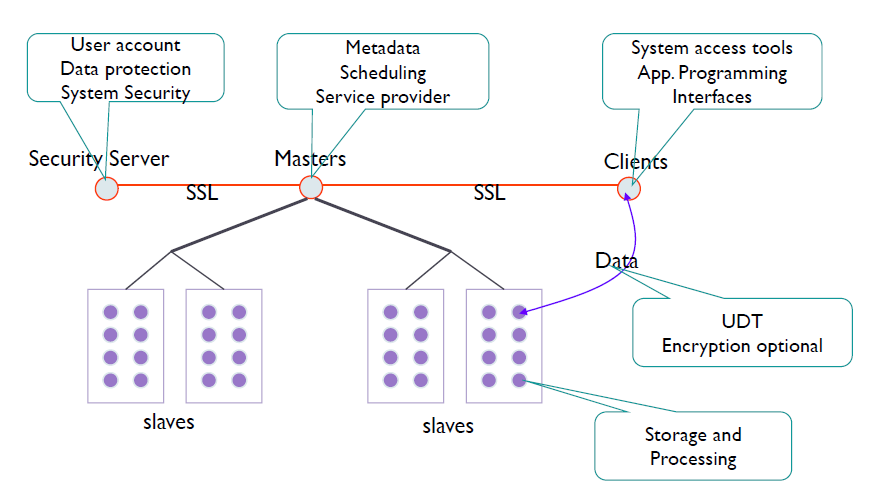 User account
Data protection
System Security
Metadata
Scheduling
Service provider
System access tools
App. Programming
Interfaces
Security Server
Masters
Clients
SSL
SSL
Data
UDT
Encryption optional
slaves
slaves
Storage and
Processing